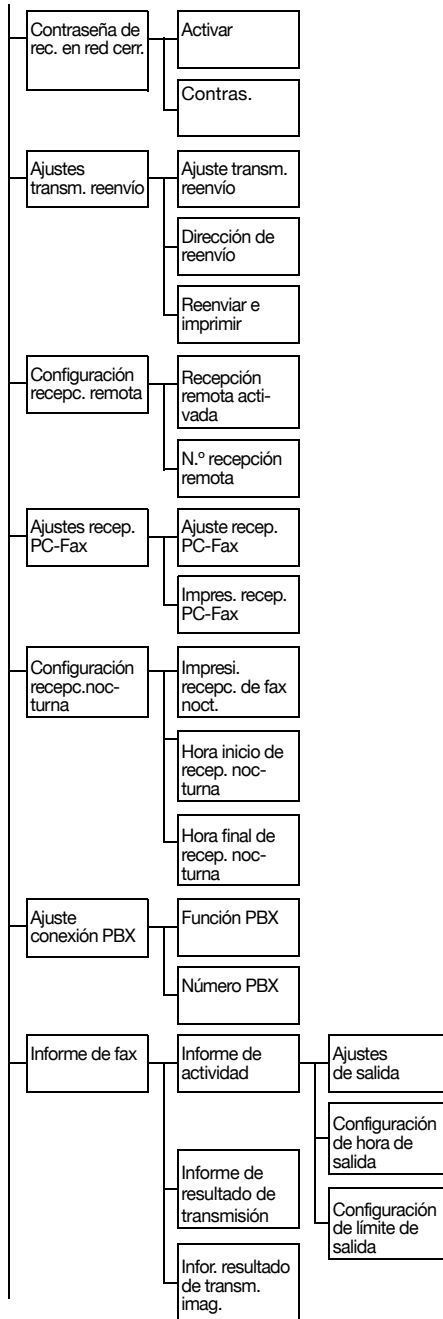 Contraseña de
rec. en red cerr.
Activar
Contras.
Ajustes
transm. reenvío
Ajuste transm.
reenvío
Dirección de
reenvío
Reenviar e
imprimir
Configuración
recepc. remota
Recepción
remota acti-
vada
N.º recepción
remota
Ajustes recep.
PC-Fax
Ajuste recep.
PC-Fax
Impres. recep.
PC-Fax
Configuración
recepc.noc-
turna
Impresi.
recepc. de fax
noct.
Hora inicio de
recep. noc-
turna
Hora final de
recep. noc-
turna
Ajuste
conexión PBX
Función PBX
Número PBX
Informe de fax
Informe de
actividad
Ajustes
de salida
Configuración
de hora de
salida
Configuración
de límite de
salida
Informe de
resultado de
transmisión
Infor. resultado
de transm.
imag.